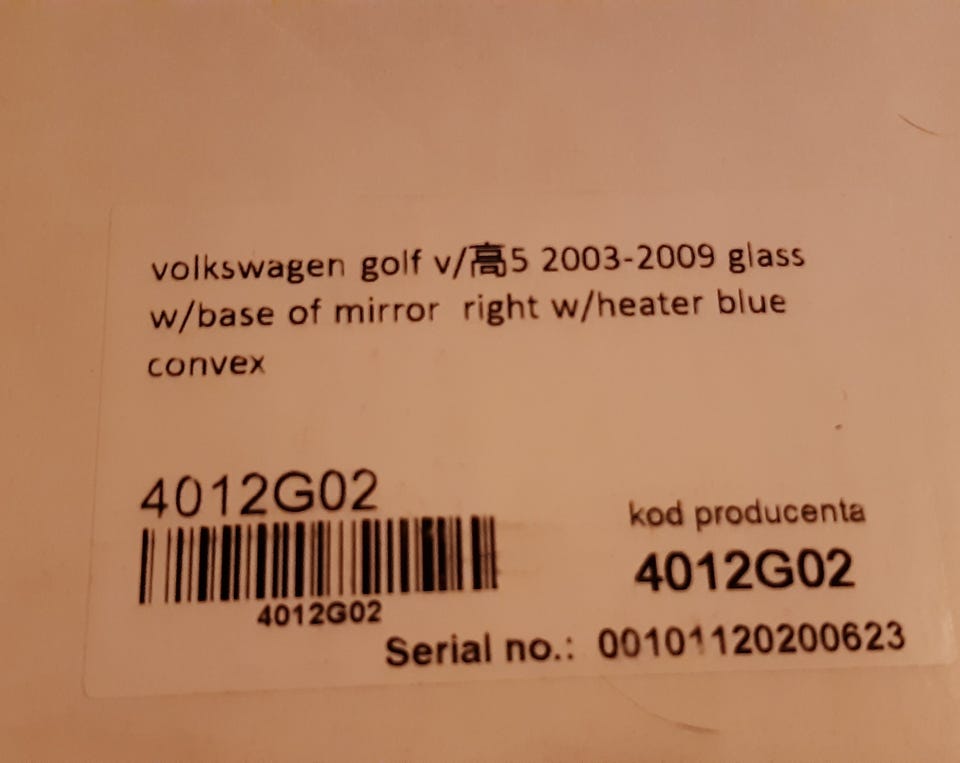 volkswagen golf v/高5 2003-2009 glass
w/base of mirror right w/heater blue
convex
4012G02
4012G02
kod producenta
4012G02
Serial no.: 00101120200623